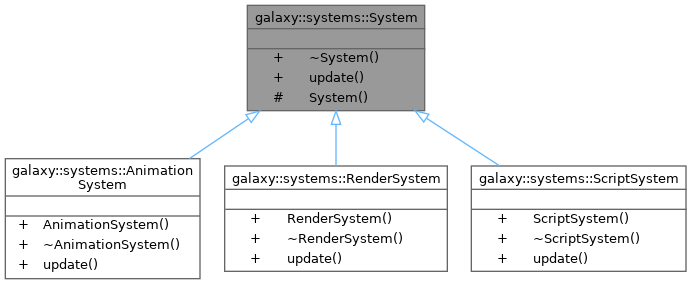 galaxy::systems::System
+ ~System()
+ update()
# System()
galaxy::systems::Animation
System
+ AnimationSystem()
+ ~AnimationSystem()
+ update()
galaxy::systems::RenderSystem
+ RenderSystem()
+ ~RenderSystem()
+ update()
galaxy::systems::ScriptSystem
+ ScriptSystem()
+ ~ScriptSystem()
+ update()